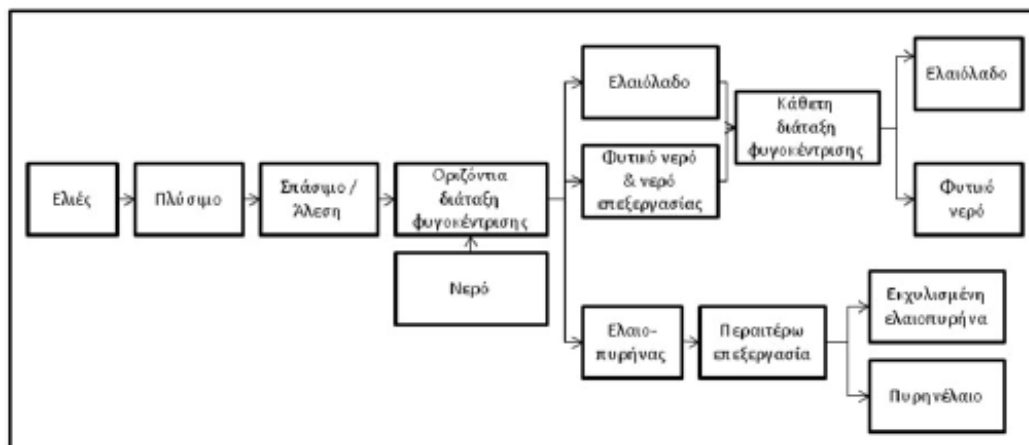 Ελιές
Πλύσιμο
Σπάσιμο /
Άλεση
Οριζόντια
διάταξη
φυγοκέντρισης
Νερό
Ελαιόλαδο
Φυτικό νερό
& νερό
επεξεργασίας
Κάθετη
διάταξη
φυγοκέντρισης
Ελαιόλαδο
Φυτικό
νερό
Ελαιο-
πυρήνας
Περαιτέρω
επεξεργασία
Εκχυλισμένη
ελαιοπυρήνα
Πυρηνέλαιο